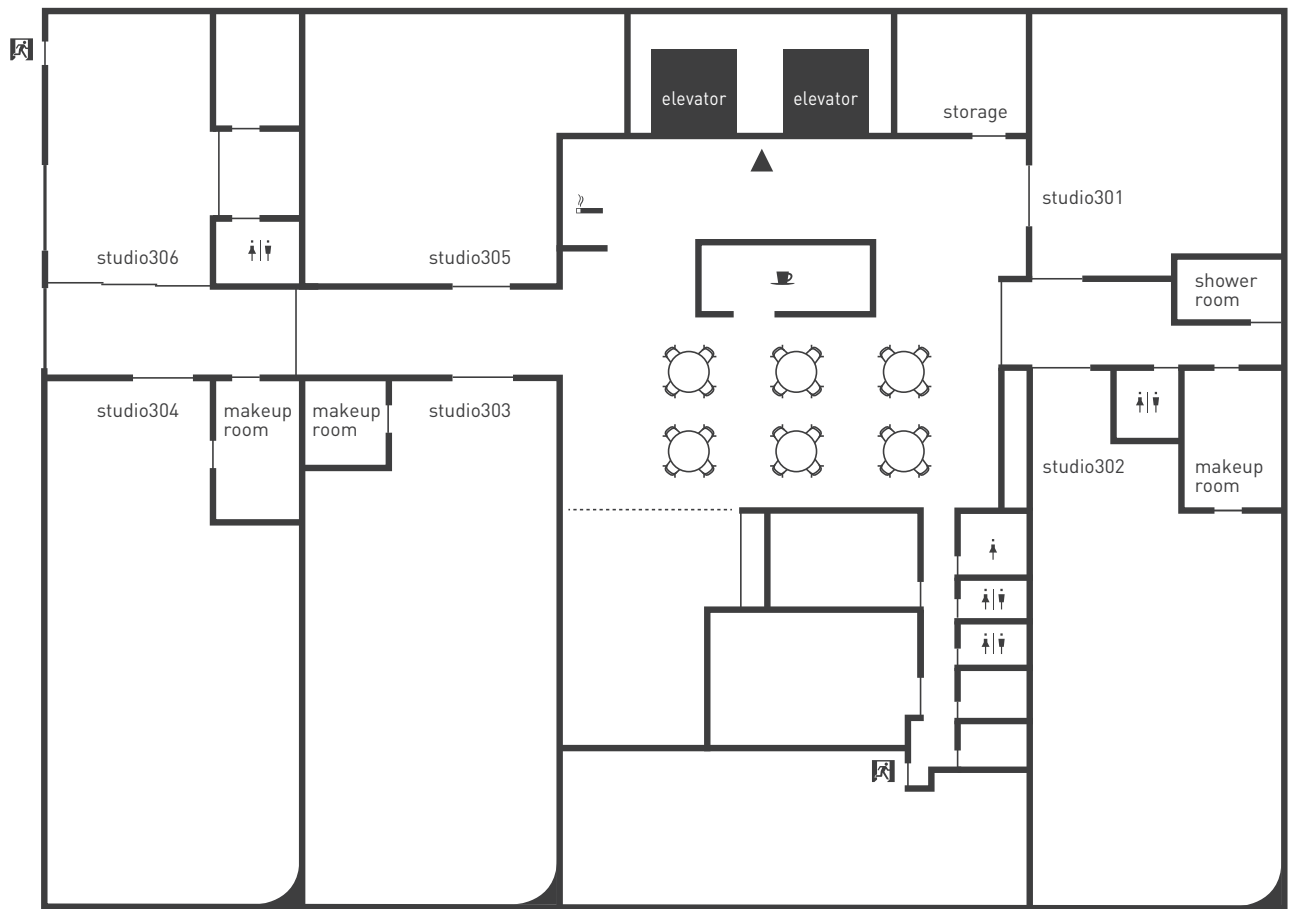 elevator
elevator
storage
studio301
studio306
studio305
shower
room
studio304
makeup
room
makeup
room
studio303
studio302
makeup
room